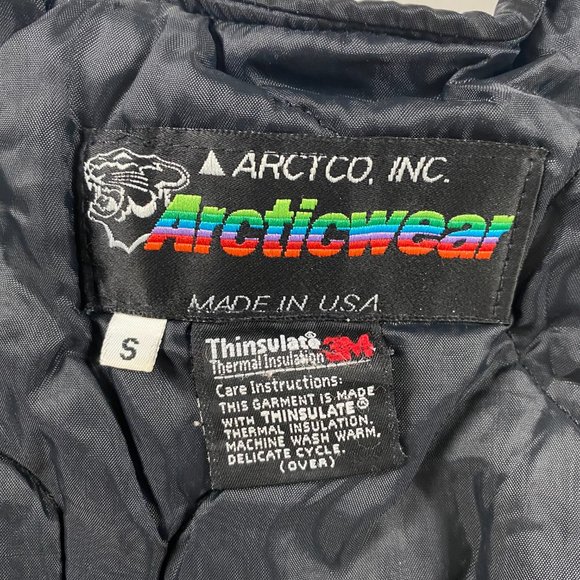 ▲ ARCTCO, INC.
Arcticwear
MADE IN U.S.A.
S
Thinsulate®
Thermal Insulation 3M
Care Instructions:
THIS GARMENT IS MADE
WITH THINSULATE®
THERMAL INSULATION.
MACHINE WASH WARM,
DELICATE CYCLE.
(OVER)